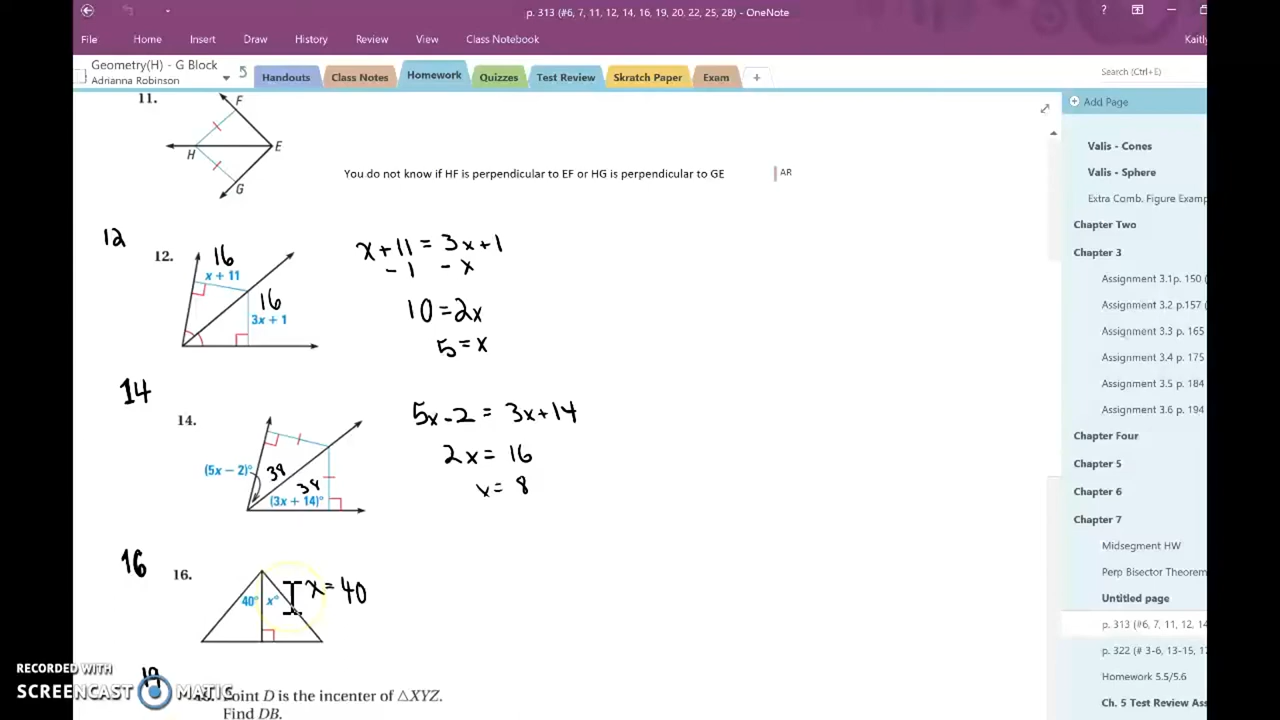 p. 313 (#6, 7, 11, 12, 14, 16, 19, 20, 22, 25, 28) - OneNote
?
File Home Insert Draw History Review View Class Notebook
Kaitly
Geometry(H) - G Block
Adrianna Robinson
Handouts Class Notes Homework Quizzes Test Review Skratch Paper Exam +
Search (Ctrl+E)
Add Page
Valis - Cones
Valis - Sphere
Extra Comb. Figure Examp
Chapter Two
Chapter 3
Assignment 3.1p. 150 (
Assignment 3.2 p.157 (
Assignment 3.3 p. 165
Assignment 3.4 p. 175
Assignment 3.5 p. 184
Assignment 3.6 p. 194
Chapter Four
Chapter 5
Chapter 6
Chapter 7
Midsegment HW
Perp Bisector Theorem
Untitled page
p. 313 (#6, 7, 11, 12, 14
p. 322 (# 3-6, 13-15, 17
Homework 5.5/5.6
Ch. 5 Test Review Ass
11.
F
H
E
G
You do not know if HF is perpendicular to EF or HG is perpendicular to GE
AR
12
12.
16
x + 11
16
3x + 1
x+11 = 3x+1
-1 -x
10=2x
5=x
14
14.
(5x − 2)°
38
38
(3x + 14)°
5x-2 = 3x+14
2x= 16
x= 8
16
16.
40° x°
x=40
19
Point D is the incenter of △XYZ.
Find DB.
RECORDED WITH
SCREENCAST MATIC